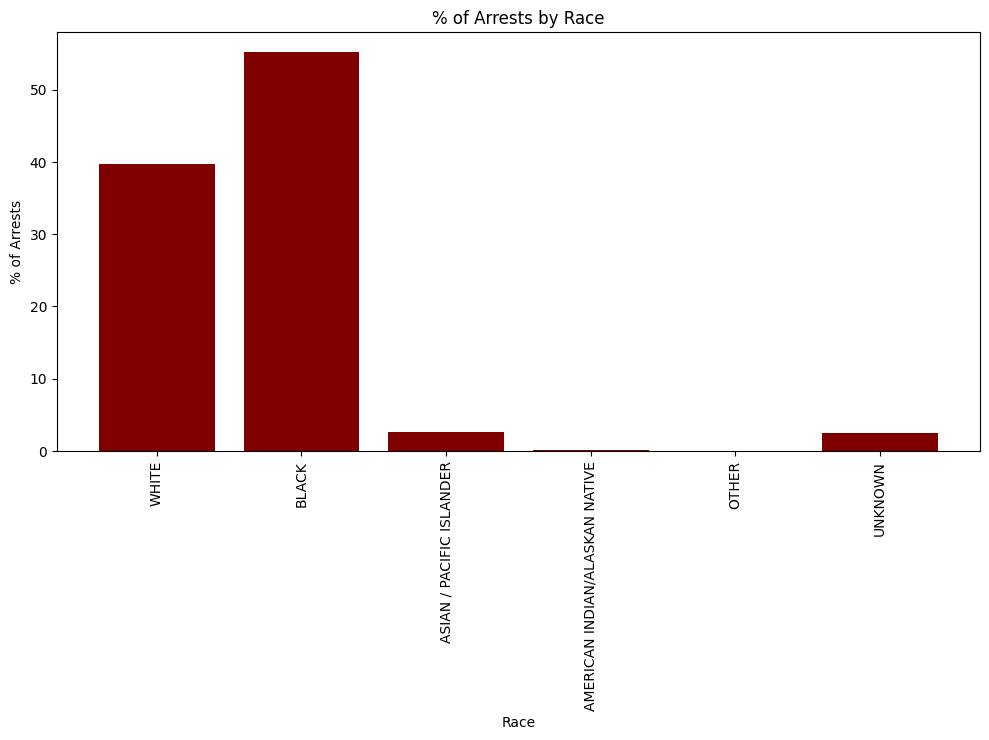 % of Arrests by Race
% of Arrests
50
40
30
20
10
0
WHITE
BLACK
ASIAN / PACIFIC ISLANDER
AMERICAN INDIAN/ALASKAN NATIVE
OTHER
UNKNOWN
Race